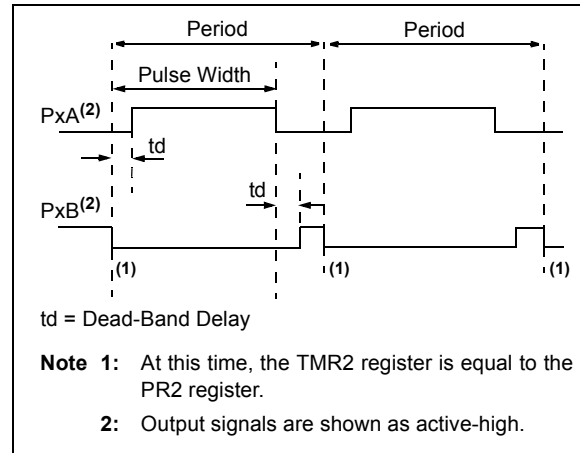 Period Period
Pulse Width
PxA(2)
td
td
PxB(2)
(1) (1) (1)
td = Dead-Band Delay
Note 1: At this time, the TMR2 register is equal to the
PR2 register.
2: Output signals are shown as active-high.